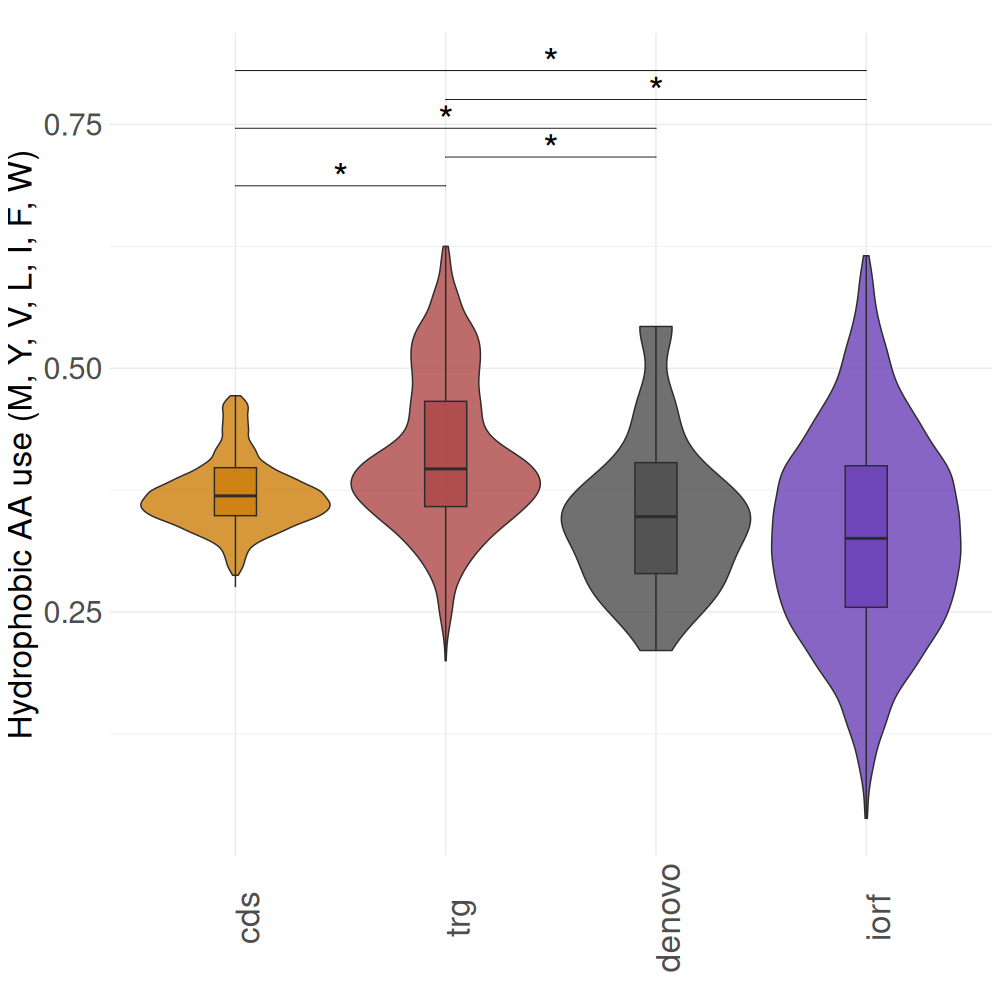 Hydrophobic AA use (M, Y, V, L, I, F, W)
0.75
0.50
0.25
*
*
*
*
*
cds
trg
denovo
iorf